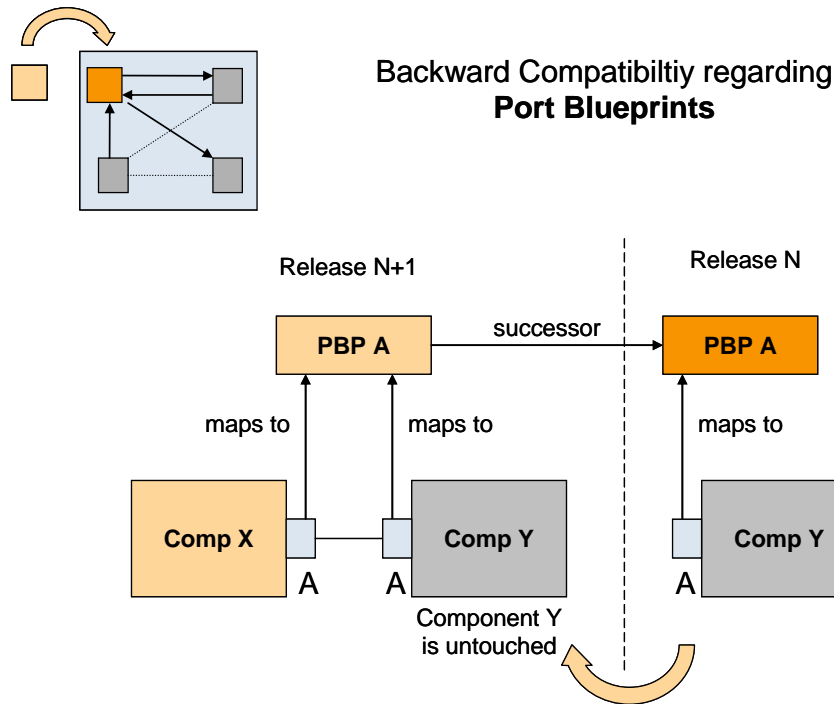 Backward Compatibiltiy regarding
Port Blueprints
Release N+1
Release N
PBP A
successor
PBP A
maps to
maps to
maps to
Comp X
Comp Y
Comp Y
A
A
A
Component Y
is untouched